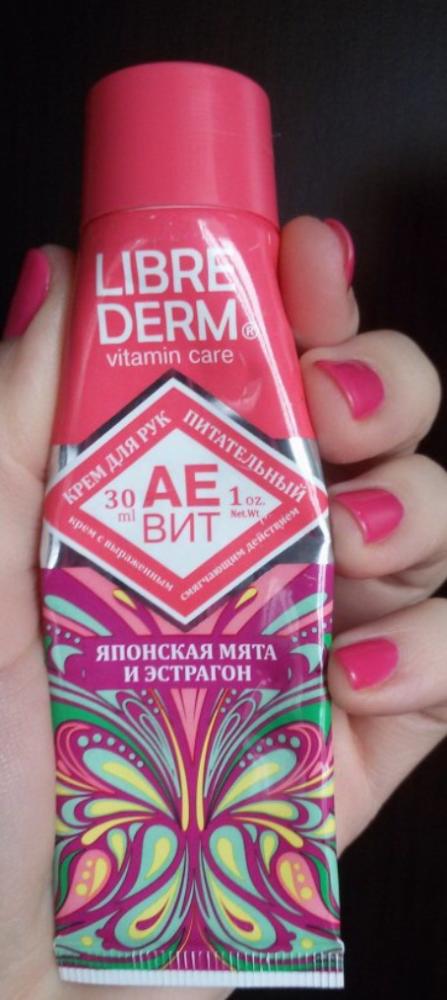 LIBRE
DERM®
vitamin care
КРЕМ ДЛЯ РУК
ПИТАТЕЛЬНЫЙ
30 ml
АЕ
ВИТ
1 oz.
Net.Wt.
крем с выраженным
смягчающим действием
ЯПОНСКАЯ МЯТА
И ЭСТРАГОН